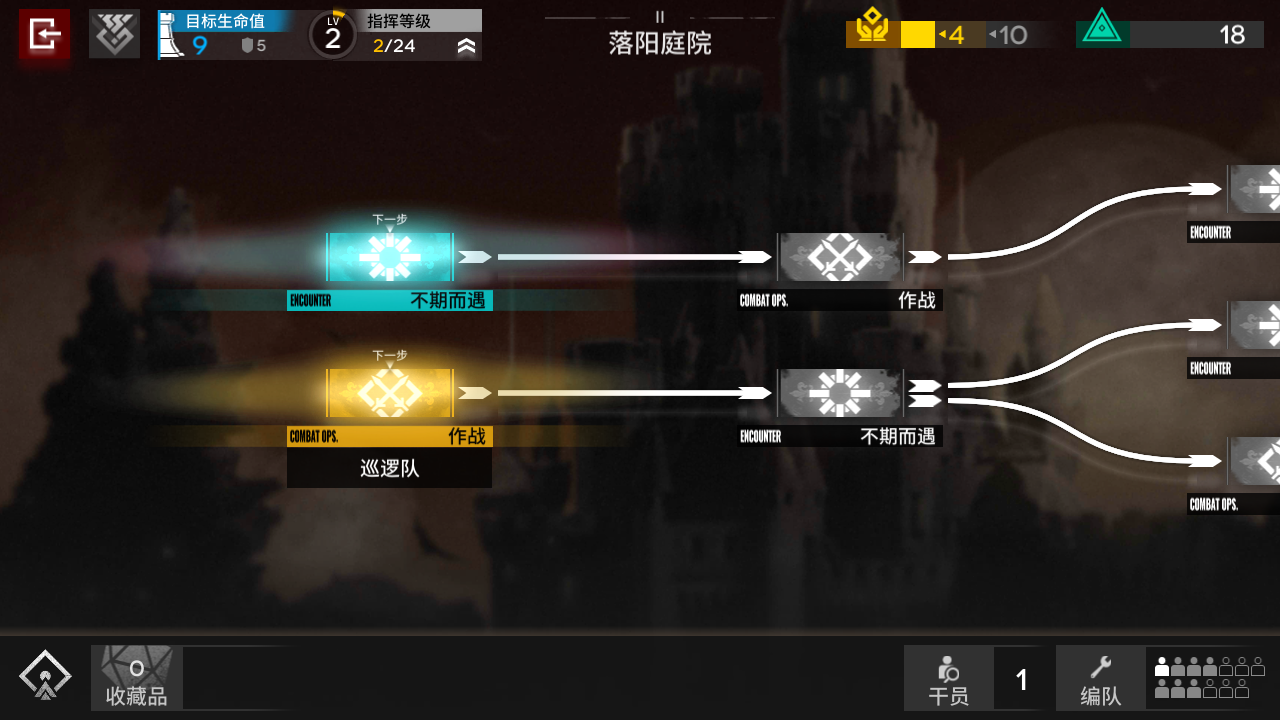 目标生命值
9 5
LV
2
指挥等级
2/24
II
落阳庭院
4 10
18
下一步
ENCOUNTER 不期而遇
COMBAT OPS. 作战
ENCOUNTER
下一步
COMBAT OPS. 作战
巡逻队
ENCOUNTER 不期而遇
ENCOUNTER
COMBAT OPS.
0
收藏品
干员
1
编队